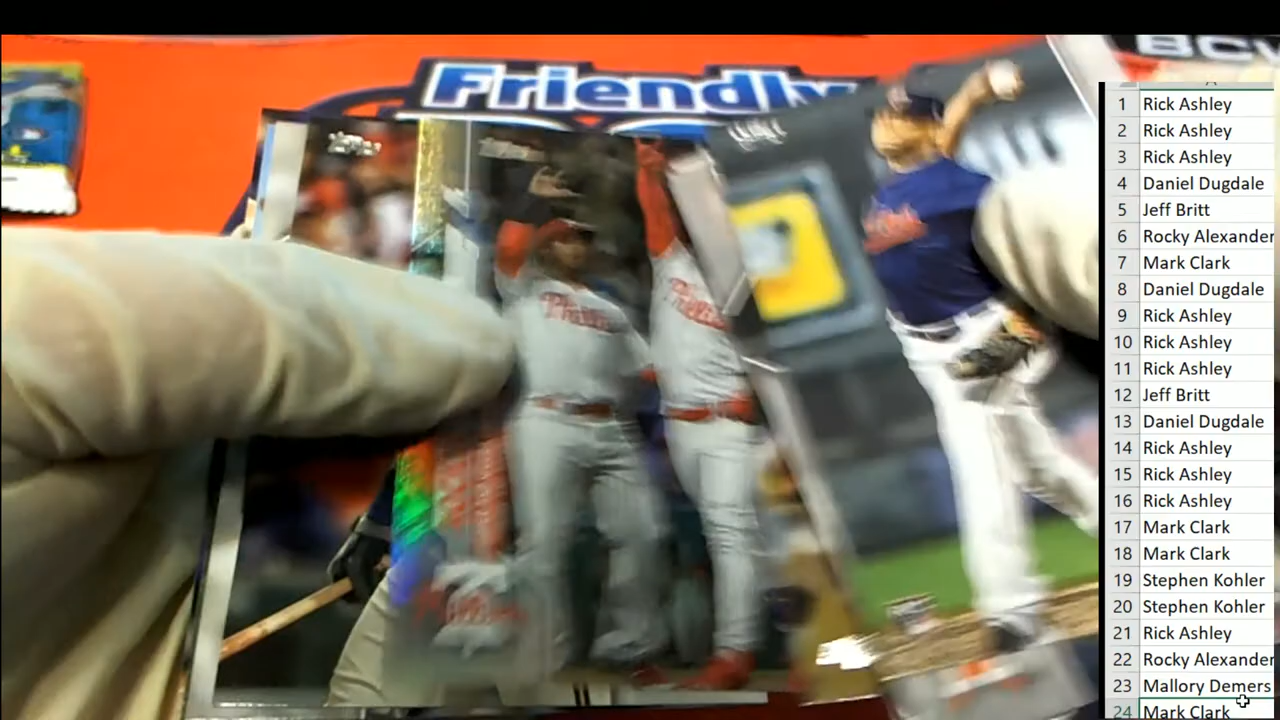 Friendly
BCW
A
1 Rick Ashley
2 Rick Ashley
3 Rick Ashley
4 Daniel Dugdale
5 Jeff Britt
6 Rocky Alexander
7 Mark Clark
8 Daniel Dugdale
9 Rick Ashley
10 Rick Ashley
11 Rick Ashley
12 Jeff Britt
13 Daniel Dugdale
14 Rick Ashley
15 Rick Ashley
16 Rick Ashley
17 Mark Clark
18 Mark Clark
19 Stephen Kohler
20 Stephen Kohler
21 Rick Ashley
22 Rocky Alexander
23 Mallory Demers
24 Mark Clark
Phillies